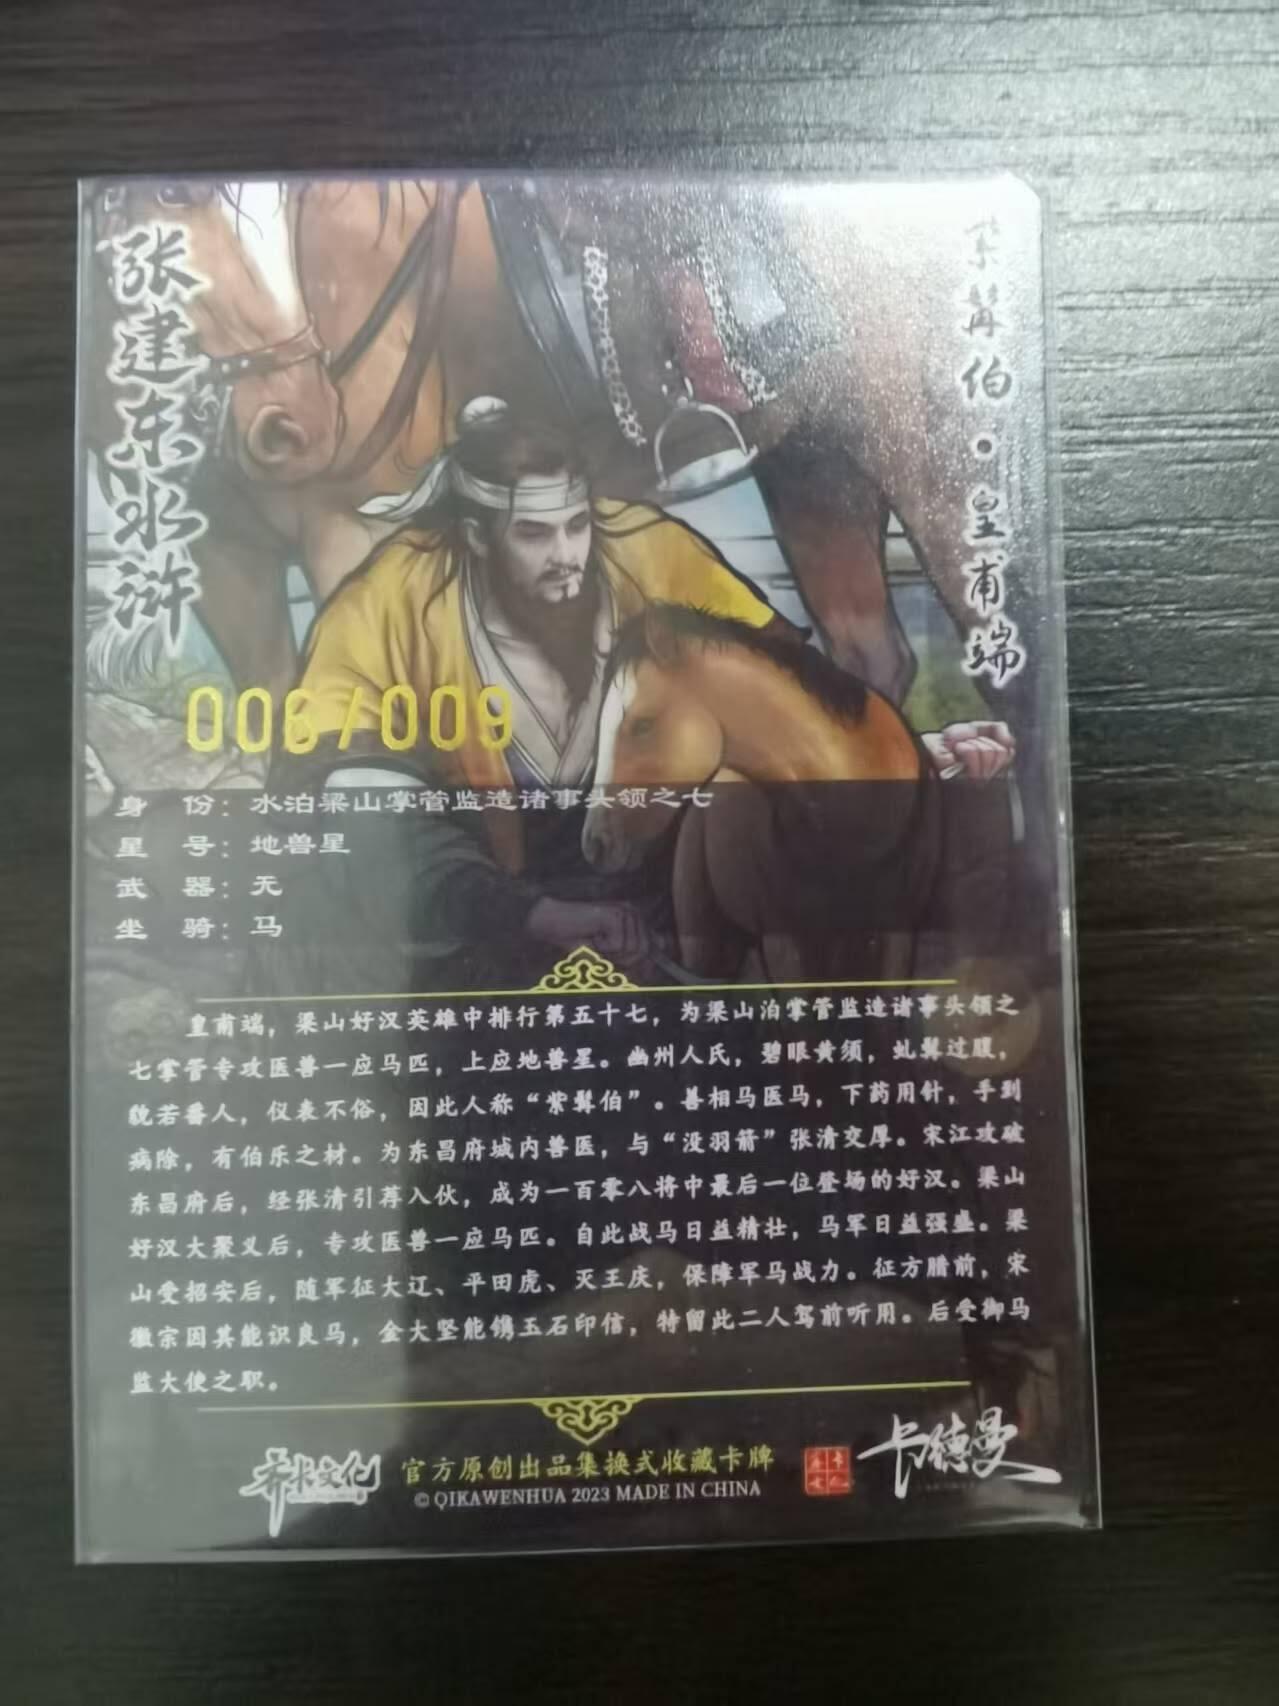 张建东水浒
紫髯伯·皇甫端
006/009
身 份：水泊梁山掌管监造诸事头领之七
星 号：地兽星
武 器：无
坐 骑：马
皇甫端，梁山好汉英雄中排行第五十七，为梁山泊掌管监造诸事头领之
七掌管专攻医兽一应马匹，上应地兽星。幽州人氏，碧眼黄须，虬髯过腹，
貌若番人，仪表不俗，因此人称“紫髯伯”。善相马医马，下药用针，手到
病除，有伯乐之材。为东昌府城内兽医，与“没羽箭”张清交厚。宋江攻破
东昌府后，经张清引荐入伙，成为一百零八将中最后一位登场的好汉。梁山
好汉大聚义后，专攻医兽一应马匹。自此战马日益精壮，马军日益强盛。梁
山受招安后，随军征大辽、平田虎、灭王庆，保障军马战力。征方腊前，宋
徽宗因其能识良马，金大坚能镌玉石印信，特留此二人驾前听用。后受御马
监大使之职。
齐卡文化
官方原创出品集换式收藏卡牌
© QIKAWENHUA 2023 MADE IN CHINA
卡德曼